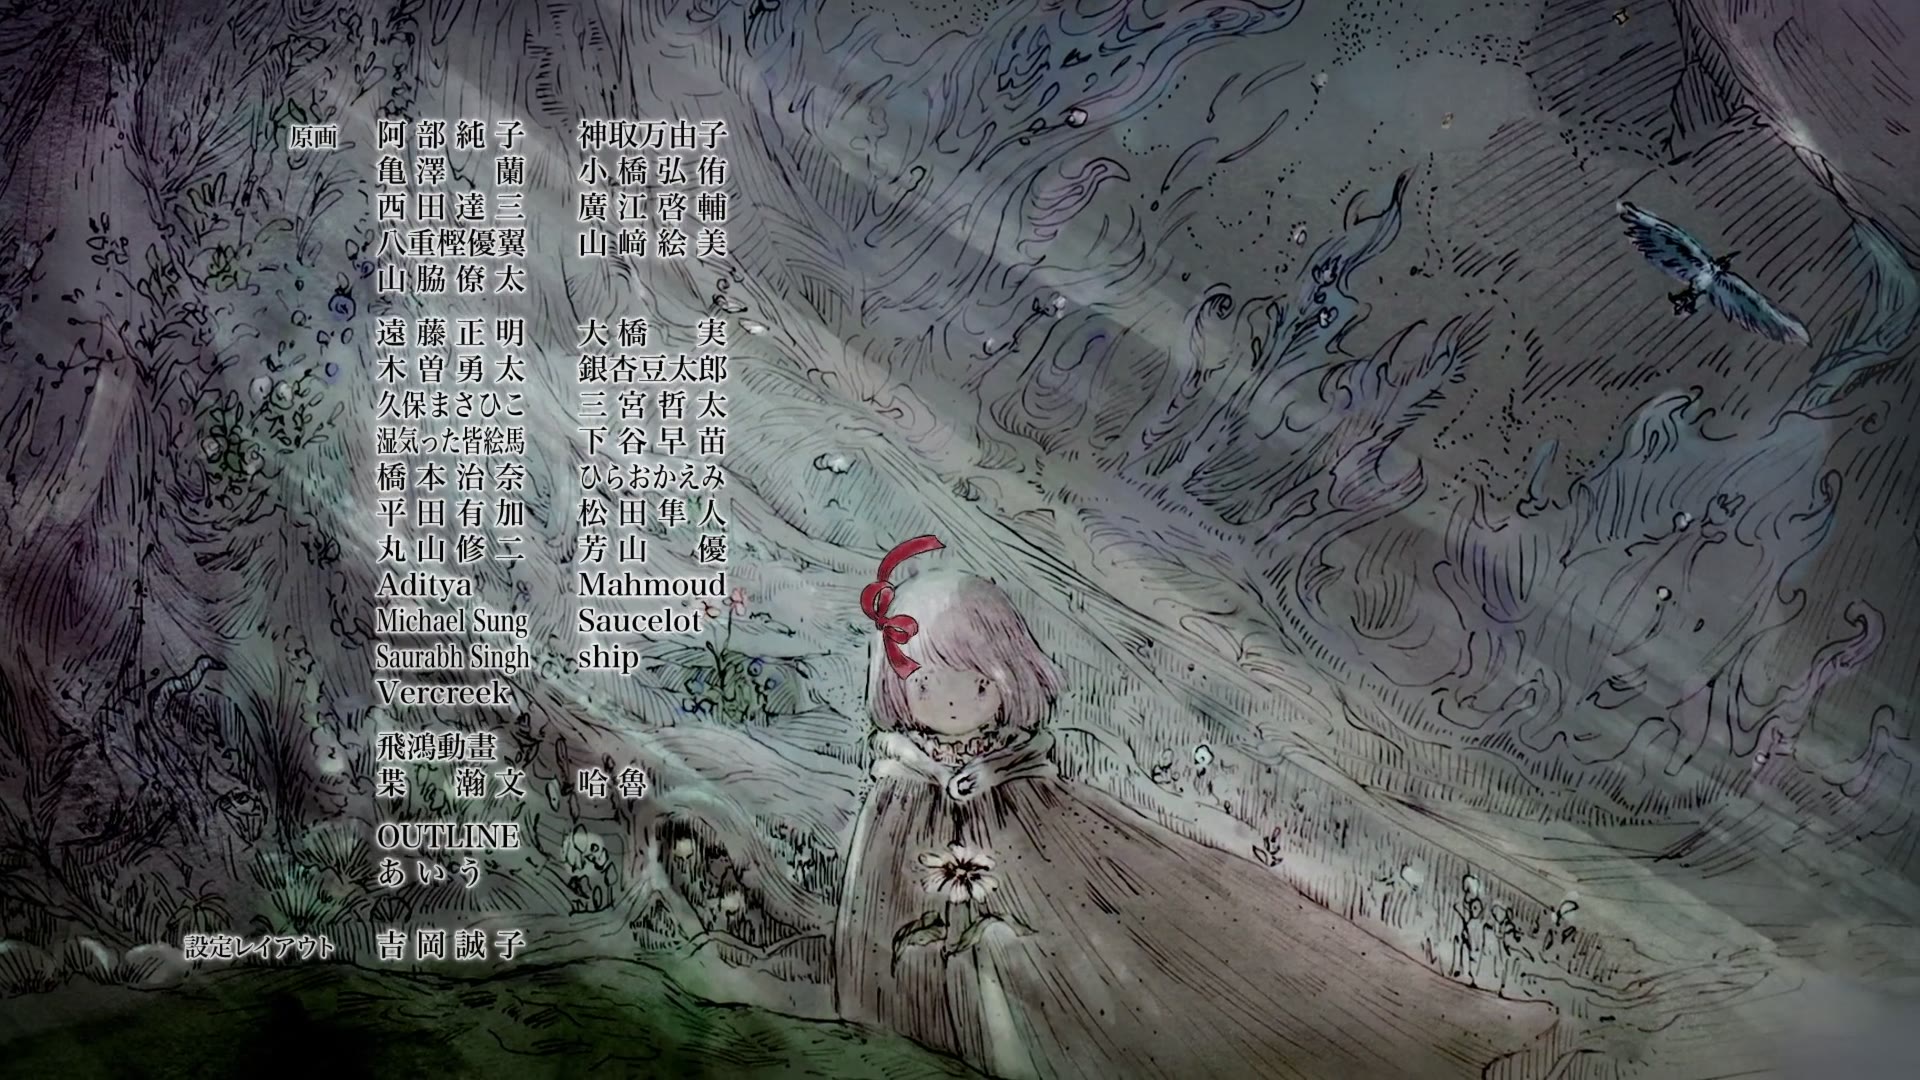 原画 阿部純子 神取万由子
亀澤蘭 小橋弘侑
西田達三 廣江啓輔
八重樫優翼 山﨑絵美
山脇僚太
遠藤正明 大橋実
木曽勇太 銀杏豆太郎
久保まさひこ 三宮哲太
湿気った皆絵馬 下谷早苗
橋本治奈 ひらおかえみ
平田有加 松田隼人
丸山修二 芳山優
Aditya Mahmoud
Michael Sung Saucelot
Saurabh Singh ship
Vercreek
飛鴻動畫
瀚文 哈魯
OUTLINE
あいう
設定レイアウト 吉岡誠子